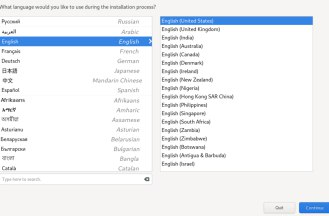 What language would you like to use during the installation process?
Русский Russian
العربية Arabic
English English
Français French
Deutsch German
日本語 Japanese
中文 Mandarin Chinese
Español Spanish
Afrikaans Afrikaans
አማርኛ Amharic
অসমীয়া Assamese
Asturianu Asturian
Беларуская Belarusian
Български Bulgarian
বাংলা Bangla
Català Catalan
Type here to search.
English (United States)
English (United Kingdom)
English (India)
English (Australia)
English (Canada)
English (Denmark)
English (Ireland)
English (New Zealand)
English (Nigeria)
English (Hong Kong SAR China)
English (Philippines)
English (Singapore)
English (South Africa)
English (Zambia)
English (Zimbabwe)
English (Botswana)
English (Antigua & Barbuda)
English (Israel)
Quit
Continue